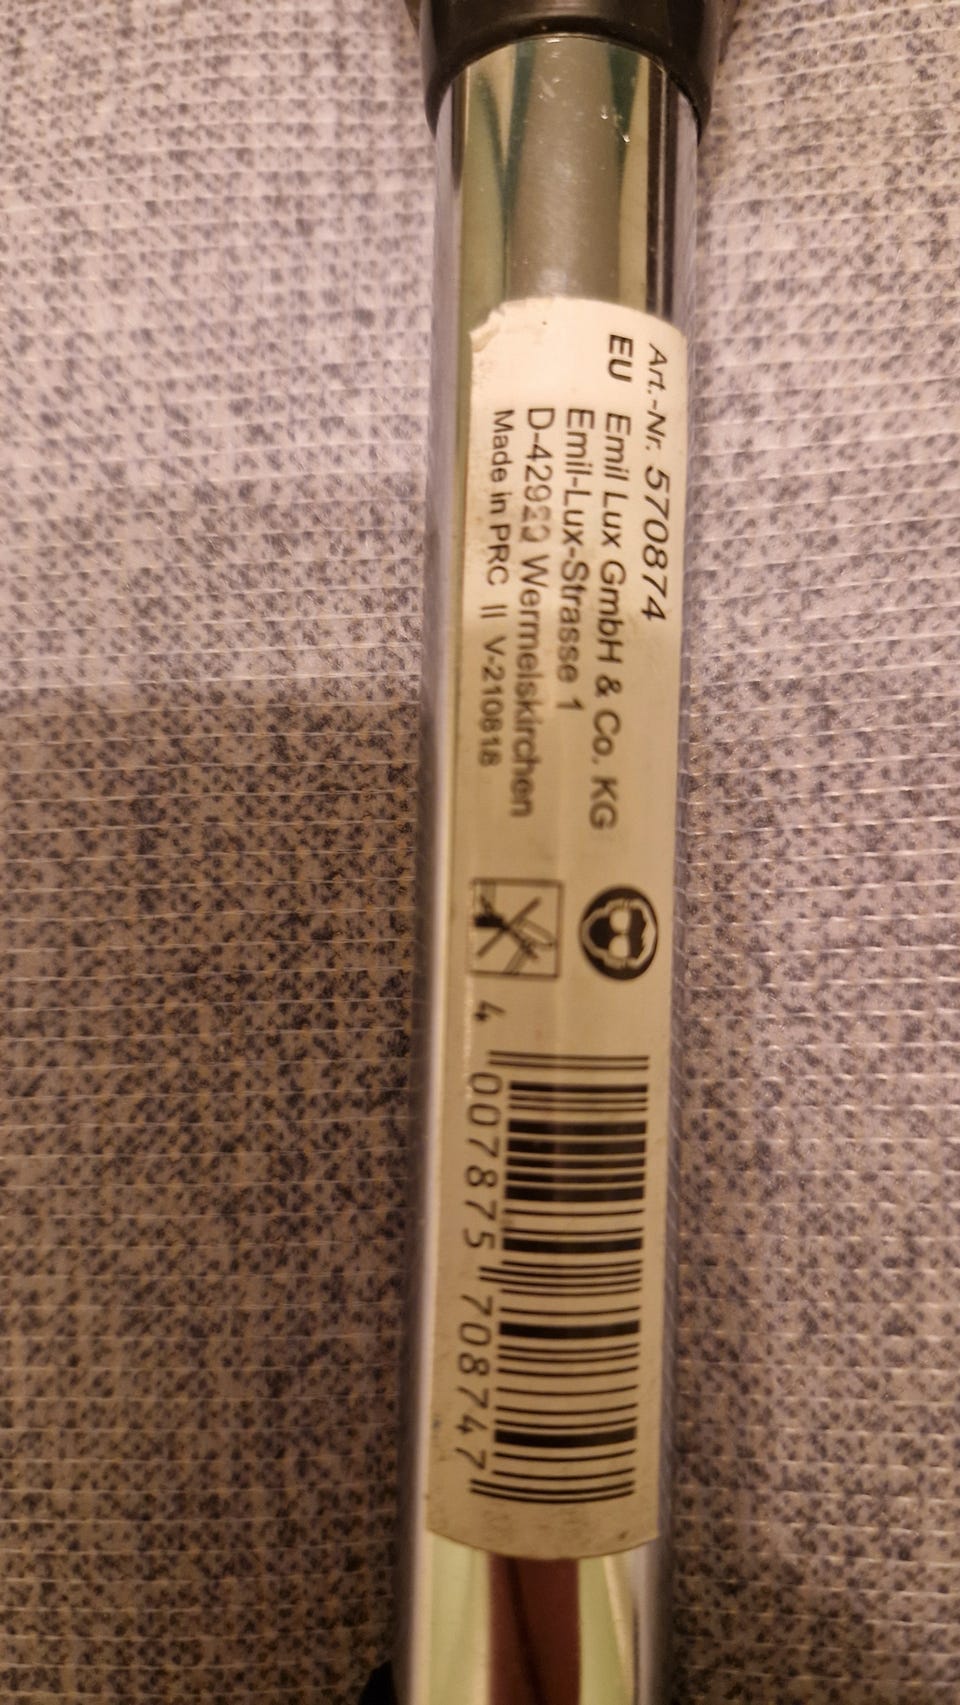 Art.-Nr. 570874
EU Emil Lux GmbH & Co. KG
Emil-Lux-Strasse 1
D-42929 Wermelskirchen
Made in PRC || V-210818
4 007875 708747